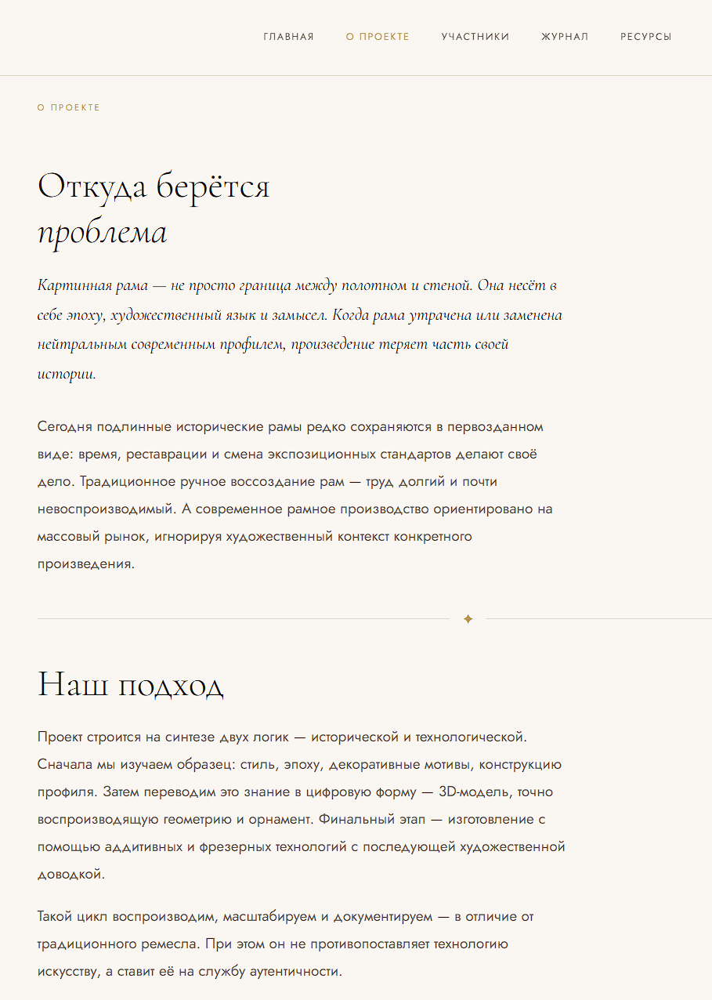 ГЛАВНАЯ О ПРОЕКТЕ УЧАСТНИКИ ЖУРНАЛ РЕСУРСЫ
О ПРОЕКТЕ
Откуда берётся
проблема
Картинная рама — не просто граница между полотном и стеной. Она несёт в
себе эпоху, художественный язык и замысел. Когда рама утрачена или заменена
нейтральным современным профилем, произведение теряет часть своей
истории.
Сегодня подлинные исторические рамы редко сохраняются в первозданном
виде: время, реставрации и смена экспозиционных стандартов делают своё
дело. Традиционное ручное воссоздание рам — труд долгий и почти
невоспроизводимый. А современное рамное производство ориентировано на
массовый рынок, игнорируя художественный контекст конкретного
произведения.
Наш подход
Проект строится на синтезе двух логик — исторической и технологической.
Сначала мы изучаем образец: стиль, эпоху, декоративные мотивы, конструкцию
профиля. Затем переводим это знание в цифровую форму — 3D-модель, точно
воспроизводящую геометрию и орнамент. Финальный этап — изготовление с
помощью аддитивных и фрезерных технологий с последующей художественной
доводкой.
Такой цикл воспроизводим, масштабируем и документируем — в отличие от
традиционного ремесла. При этом он не противопоставляет технологию
искусству, а ставит её на службу аутентичности.